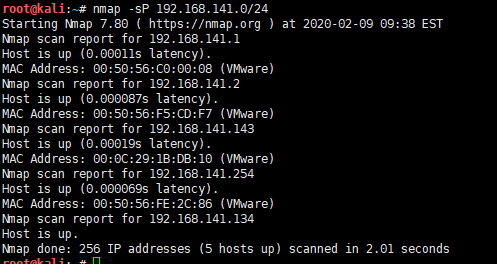 root@kali:~# nmap -sP 192.168.141.0/24
Starting Nmap 7.80 ( https://nmap.org ) at 2020-02-09 09:38 EST
Nmap scan report for 192.168.141.1
Host is up (0.00011s latency).
MAC Address: 00:50:56:C0:00:08 (VMware)
Nmap scan report for 192.168.141.2
Host is up (0.000087s latency).
MAC Address: 00:50:56:F5:CD:F7 (VMware)
Nmap scan report for 192.168.141.143
Host is up (0.00019s latency).
MAC Address: 00:0C:29:1B:DB:10 (VMware)
Nmap scan report for 192.168.141.254
Host is up (0.000069s latency).
MAC Address: 00:50:56:FE:2C:86 (VMware)
Nmap scan report for 192.168.141.134
Host is up.
Nmap done: 256 IP addresses (5 hosts up) scanned in 2.01 seconds
root@kali:~#